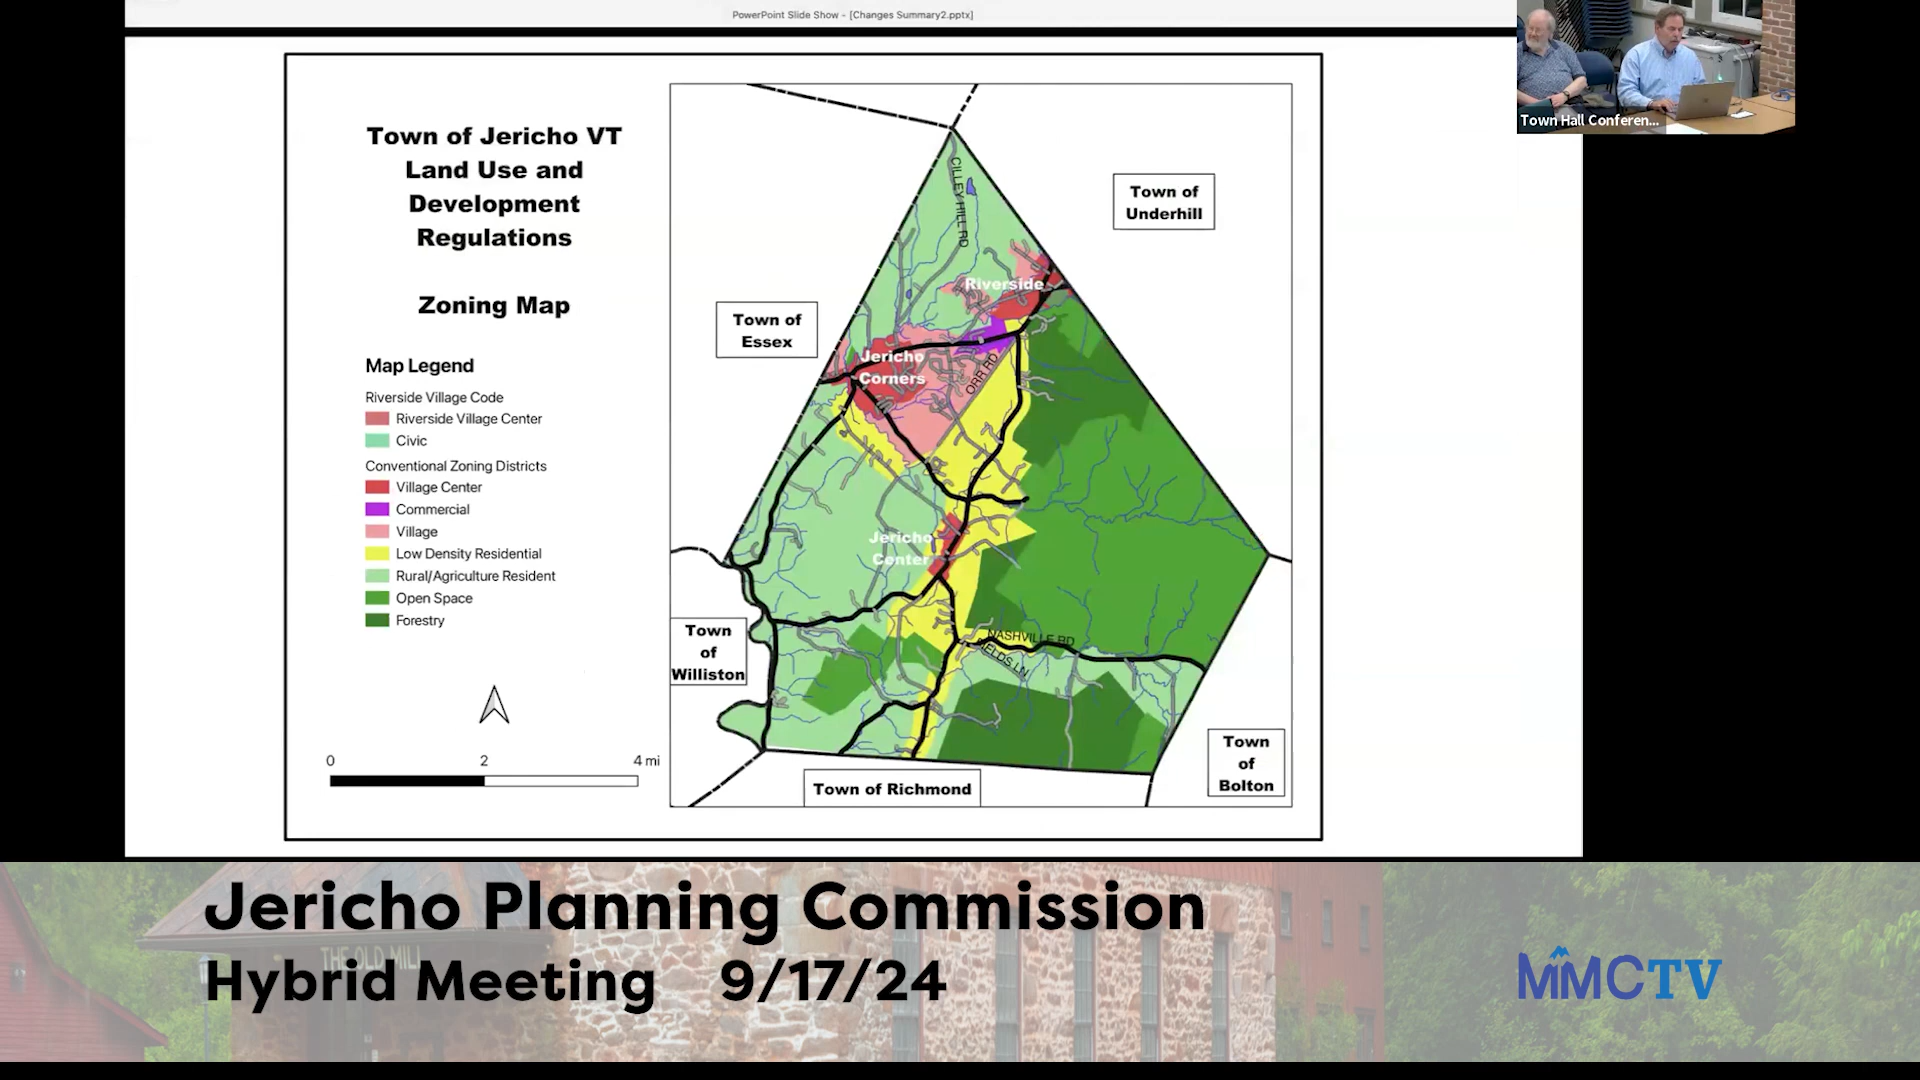 PowerPoint Slide Show - [Changes Summary2.pptx]
Town Hall Conferen...
Town of Jericho VT
Land Use and
Development
Regulations
Zoning Map
Map Legend
Riverside Village Code
Riverside Village Center
Civic
Conventional Zoning Districts
Village Center
Commercial
Village
Low Density Residential
Rural/Agriculture Resident
Open Space
Forestry
0 2 4 mi
CILLEY HILL RD
Town of
Underhill
Riverside
Town of
Essex
Jericho
Corners
ORR RD
Jericho
Center
Town
of
Williston
NASHVILLE RD
FIELDS LN
Town
of
Bolton
Town of Richmond
Jericho Planning Commission
THE OLD MILL
Hybrid Meeting 9/17/24
MMCTV